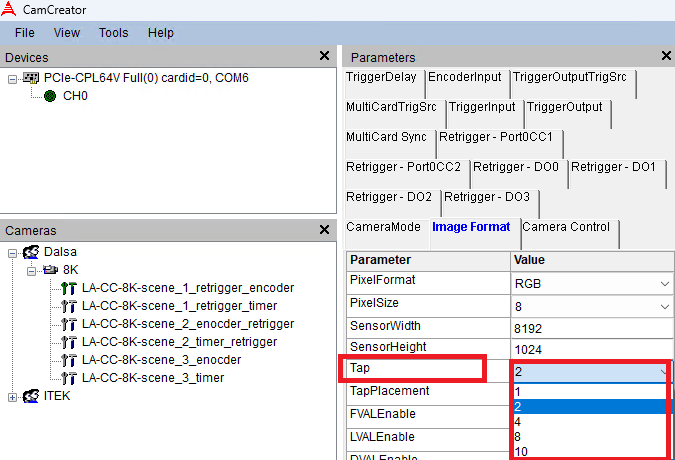 CamCreator
File View Tools Help
Devices
PCIe-CPL64V Full(0) cardid=0, COM6
CH0
Cameras
Dalsa
8K
LA-CC-8K-scene_1_retrigger_encoder
LA-CC-8K-scene_1_retrigger_timer
LA-CC-8K-scene_2_enocder_retrigger
LA-CC-8K-scene_2_timer_retrigger
LA-CC-8K-scene_3_enocder
LA-CC-8K-scene_3_timer
ITEK
Parameters
TriggerDelay EncoderInput TriggerOutputTrigSrc
MultiCardTrigSrc TriggerInput TriggerOutput
MultiCard Sync Retrigger - Port0CC1
Retrigger - Port0CC2 Retrigger - DO0 Retrigger - DO1
Retrigger - DO2 Retrigger - DO3
CameraMode Image Format Camera Control
Parameter Value
PixelFormat RGB
PixelSize 8
SensorWidth 8192
SensorHeight 1024
Tap 2
TapPlacement 1
2
FVALEnable 4
LVALEnable 8
DVALEnable 10